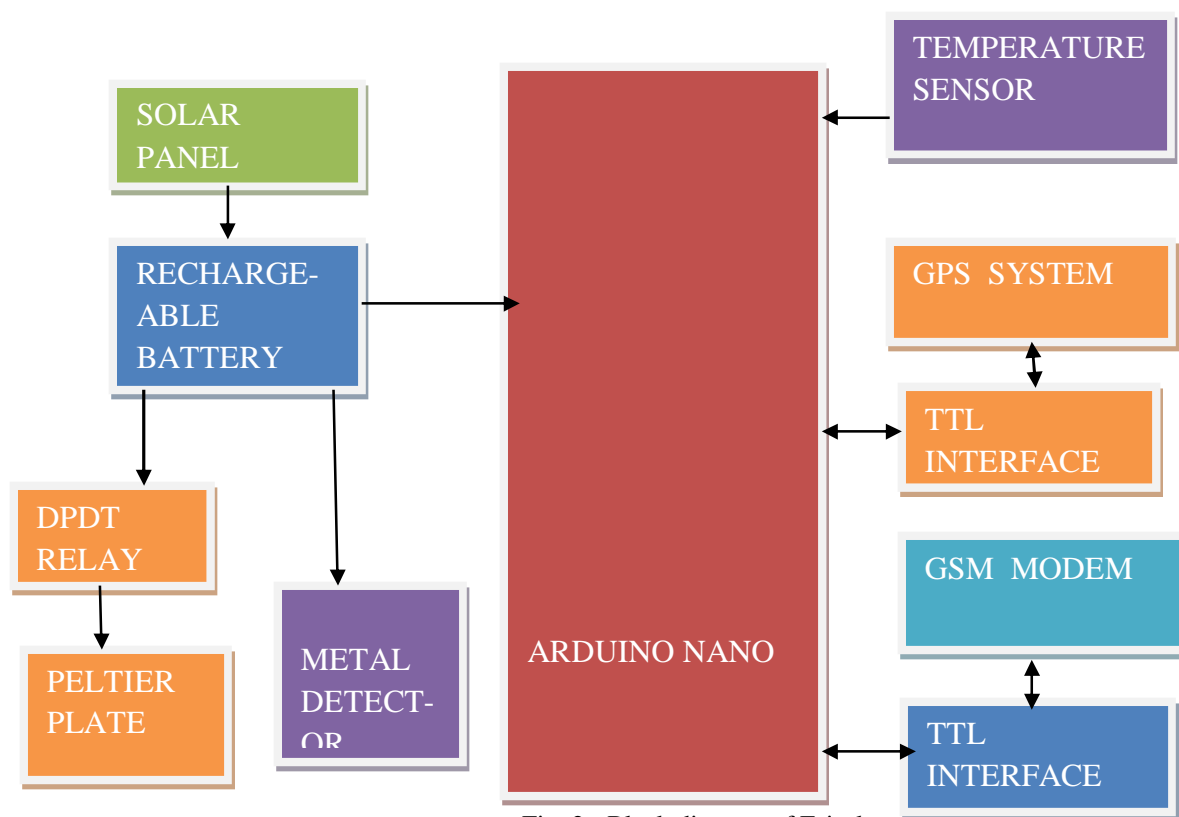 TEMPERATURE
SENSOR
SOLAR
PANEL
RECHARGE-
ABLE
BATTERY
GPS SYSTEM
TTL
INTERFACE
DPDT
RELAY
GSM MODEM
PELTIER
PLATE
METAL
DETECT-
OR
ARDUINO NANO
TTL
INTERFACE